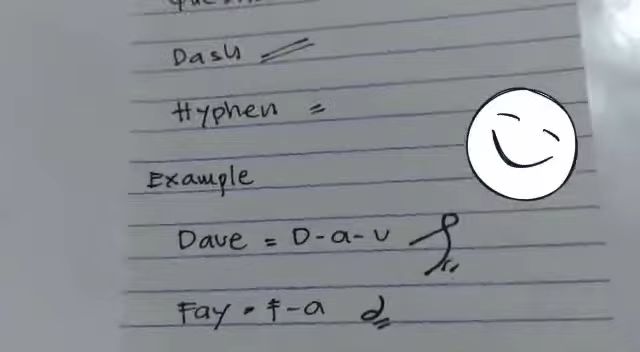 Dash
Hyphen =
Example
Dave = D-a-v
Fay = f-a